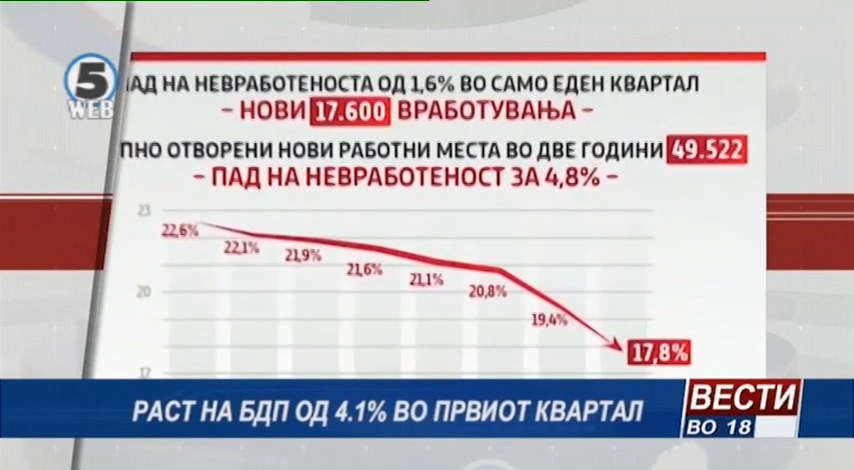 5
WEB
АД НА НЕВРАБОТЕНОСТА ОД 1,6% ВО САМО ЕДЕН КВАРТАЛ
– НОВИ 17.600 ВРАБОТУВАЊА –
ПНО ОТВОРЕНИ НОВИ РАБОТНИ МЕСТА ВО ДВЕ ГОДИНИ 49.522
– ПАД НА НЕВРАБОТЕНОСТ ЗА 4,8% –
23
22,6%
22,1%
21,9%
21,6%
21,1%
20,8%
20
19,4%
17,8%
17
РАСТ НА БДП ОД 4.1% ВО ПРВИОТ КВАРТАЛ
ВЕСТИ
ВО 18